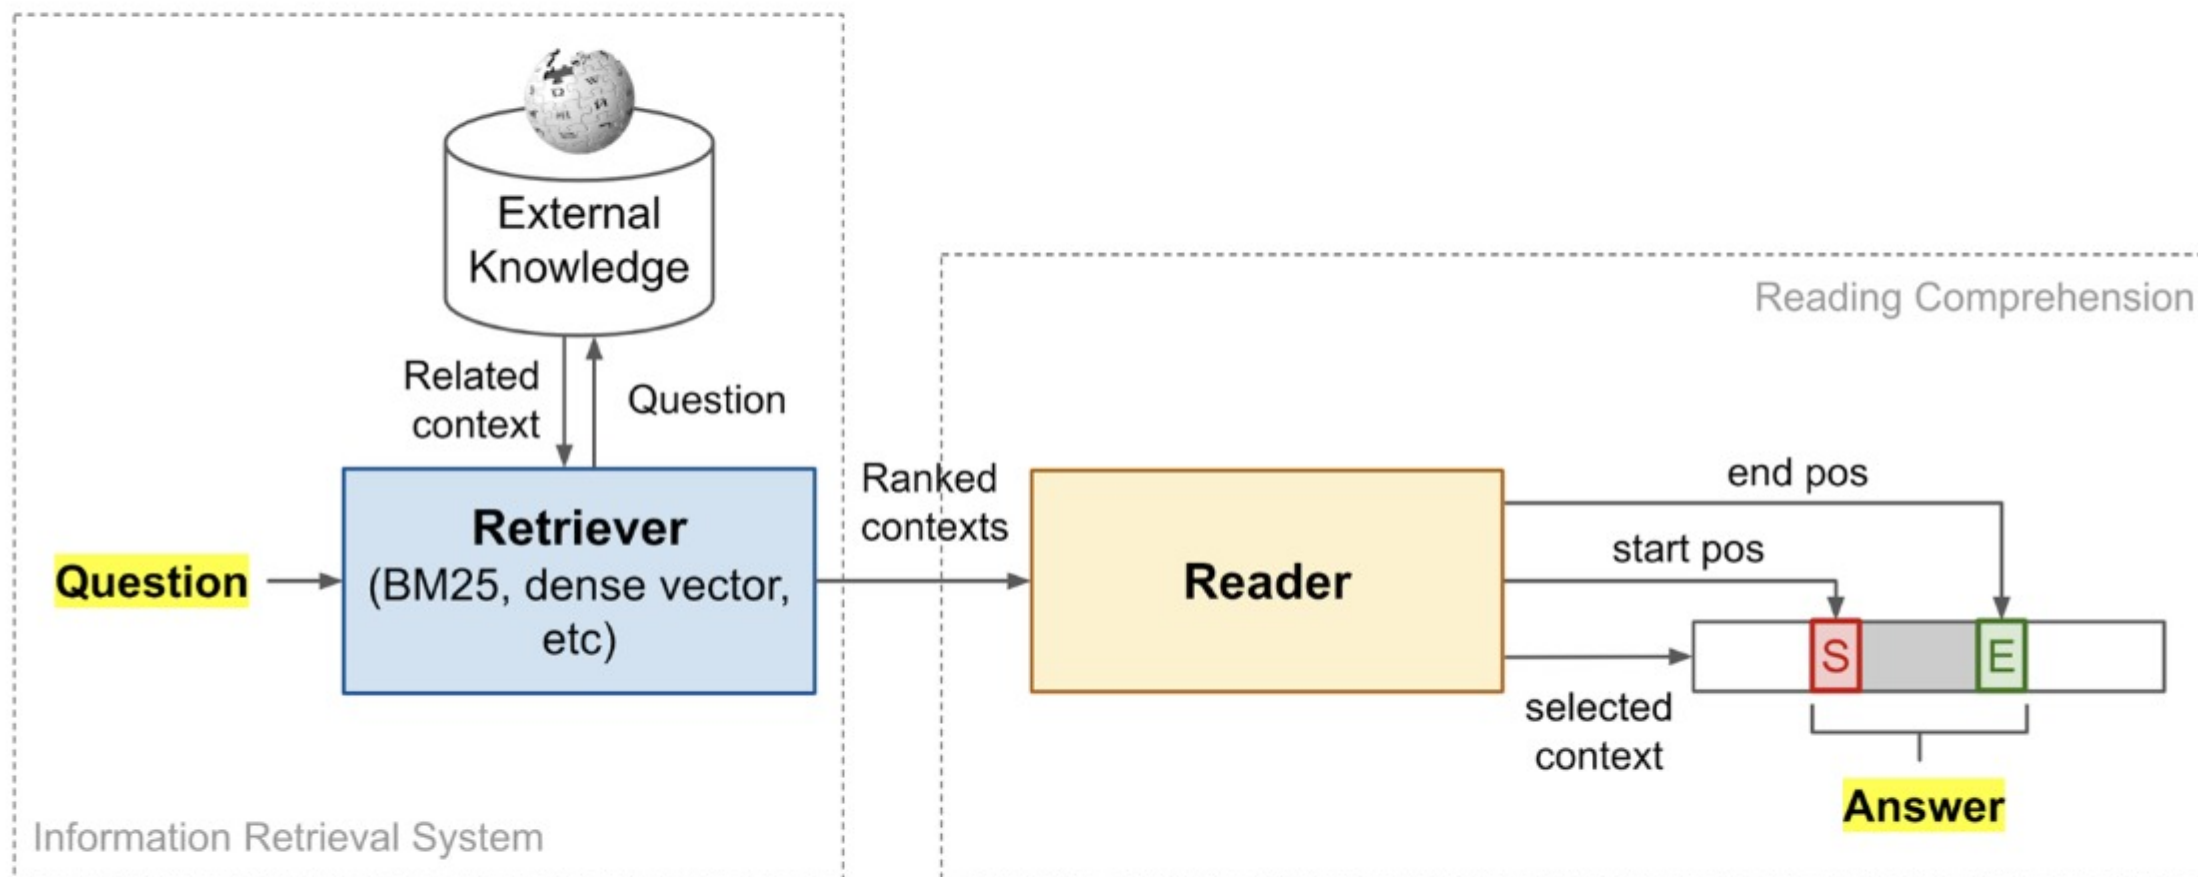 External
Knowledge
Related
context
Question
Question
Retriever
(BM25, dense vector,
etc)
Information Retrieval System
Ranked
contexts
Reading Comprehension
Reader
end pos
start pos
selected
context
S
E
Answer